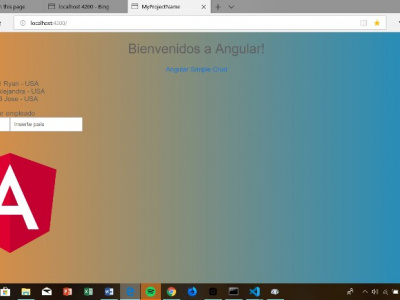 n this page
localhost 4200 - Bing
MyProjectName
localhost:4200/
Bienvenidos a Angular!
Angular Simple Crud
Ryan - USA
lejandra - USA
Jose - USA
empleado
Inserte pais
A